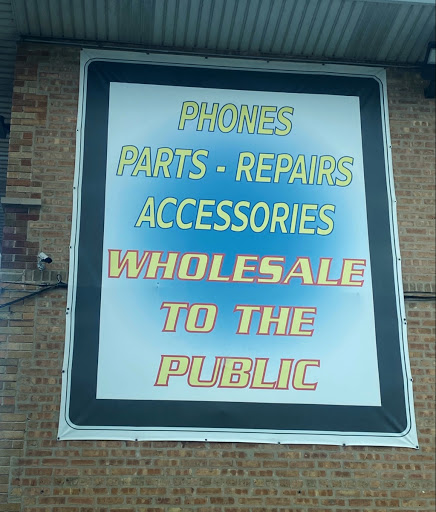 PHONES
PARTS - REPAIRS
ACCESSORIES
WHOLESALE
TO THE
PUBLIC